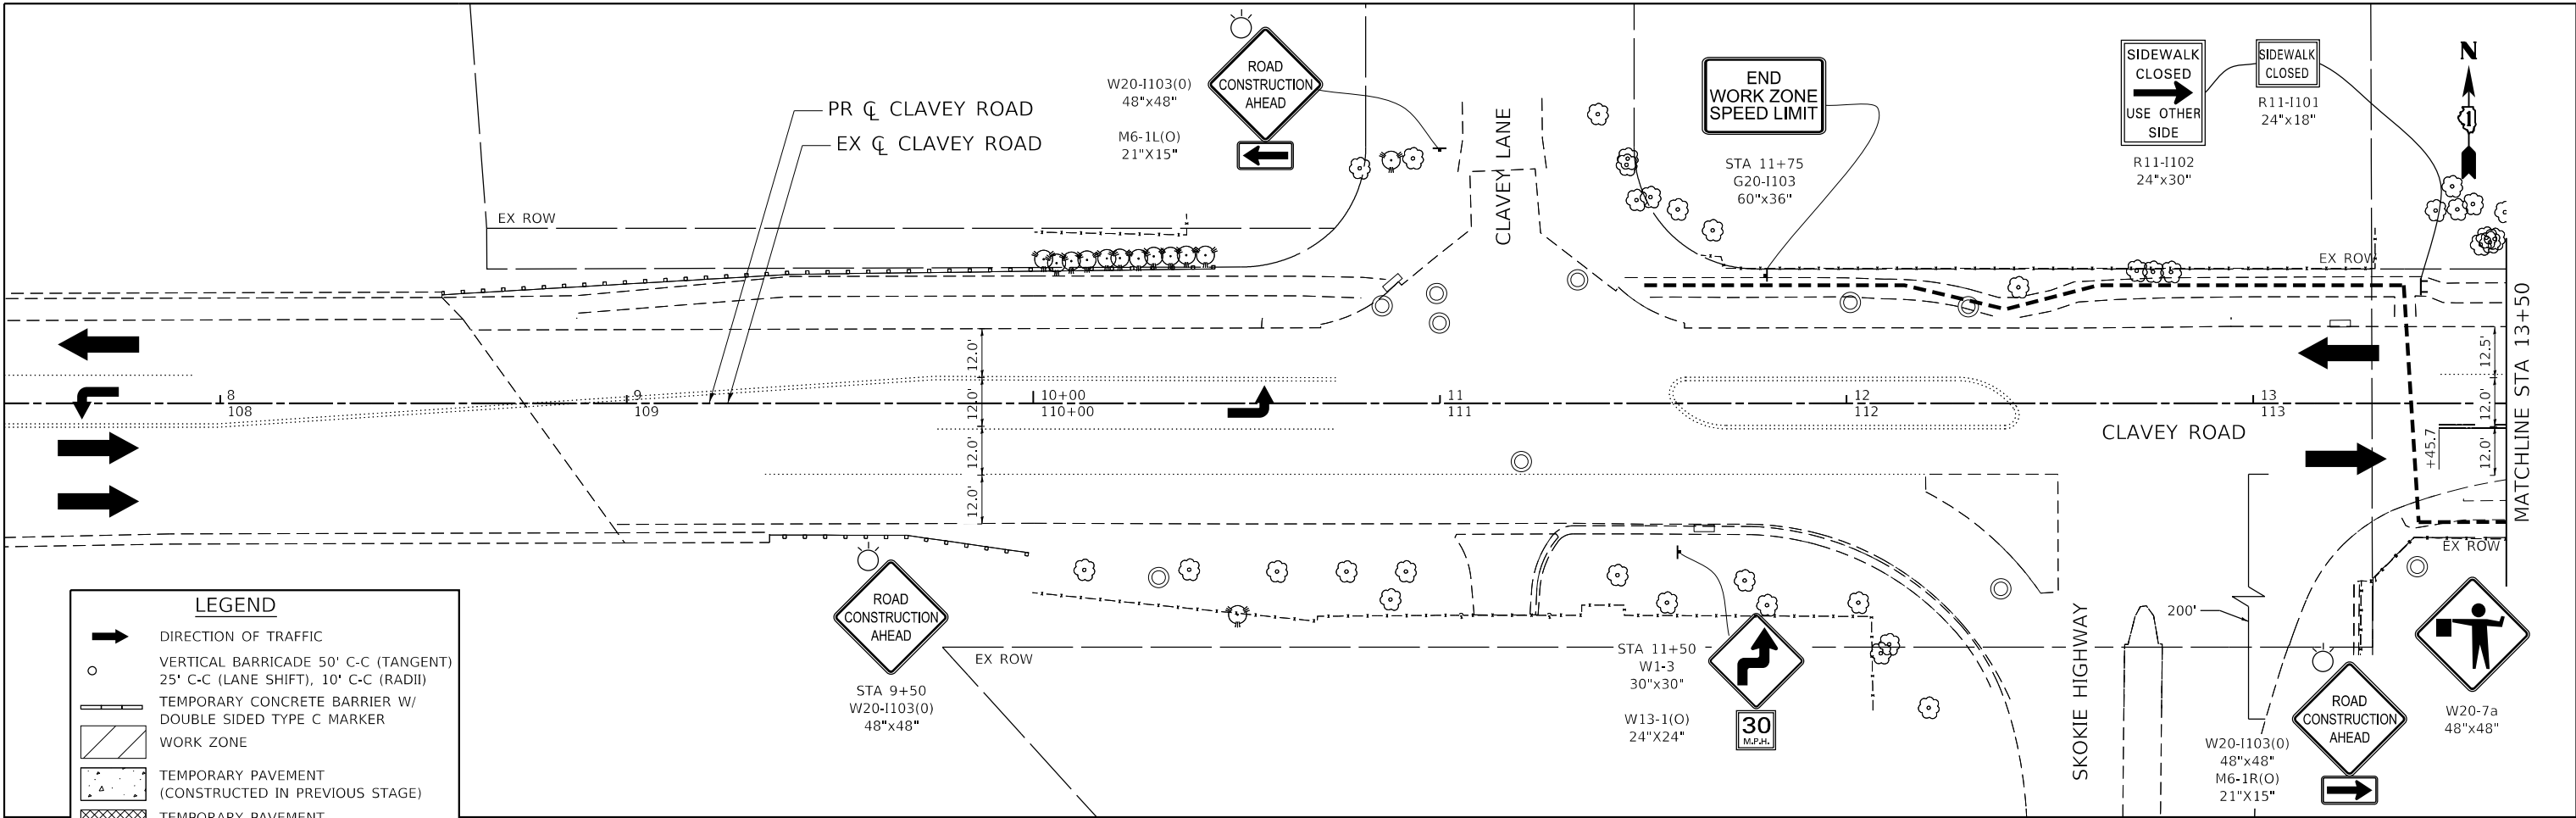 ROAD
CONSTRUCTION
AHEAD
W20-I103(0)
48"x48"
M6-1L(O)
21"X15"
PR ℄ CLAVEY ROAD
EX ℄ CLAVEY ROAD
CLAVEY LANE
END
WORK ZONE
SPEED LIMIT
STA 11+75
G20-I103
60"x36"
SIDEWALK
CLOSED
USE OTHER
SIDE
R11-I102
24"x30"
SIDEWALK
CLOSED
R11-I101
24"x18"
N
1
EX ROW
EX ROW
12.0'
12.0'
12.0'
12.0'
8
108
9
109
10+00
110+00
11
111
12
112
13
113
12.5'
12.0'
12.0'
+45.7
CLAVEY ROAD
MATCHLINE STA 13+50
EX ROW
LEGEND
DIRECTION OF TRAFFIC
VERTICAL BARRICADE 50' C-C (TANGENT)
25' C-C (LANE SHIFT), 10' C-C (RADII)
TEMPORARY CONCRETE BARRIER W/
DOUBLE SIDED TYPE C MARKER
WORK ZONE
TEMPORARY PAVEMENT
(CONSTRUCTED IN PREVIOUS STAGE)
TEMPORARY PAVEMENT
ROAD
CONSTRUCTION
AHEAD
STA 9+50
W20-I103(0)
48"x48"
EX ROW
STA 11+50
W1-3
30"x30"
W13-1(O)
24"X24"
30
M.P.H.
SKOKIE HIGHWAY
200'
ROAD
CONSTRUCTION
AHEAD
W20-I103(0)
48"x48"
M6-1R(O)
21"X15"
W20-7a
48"x48"